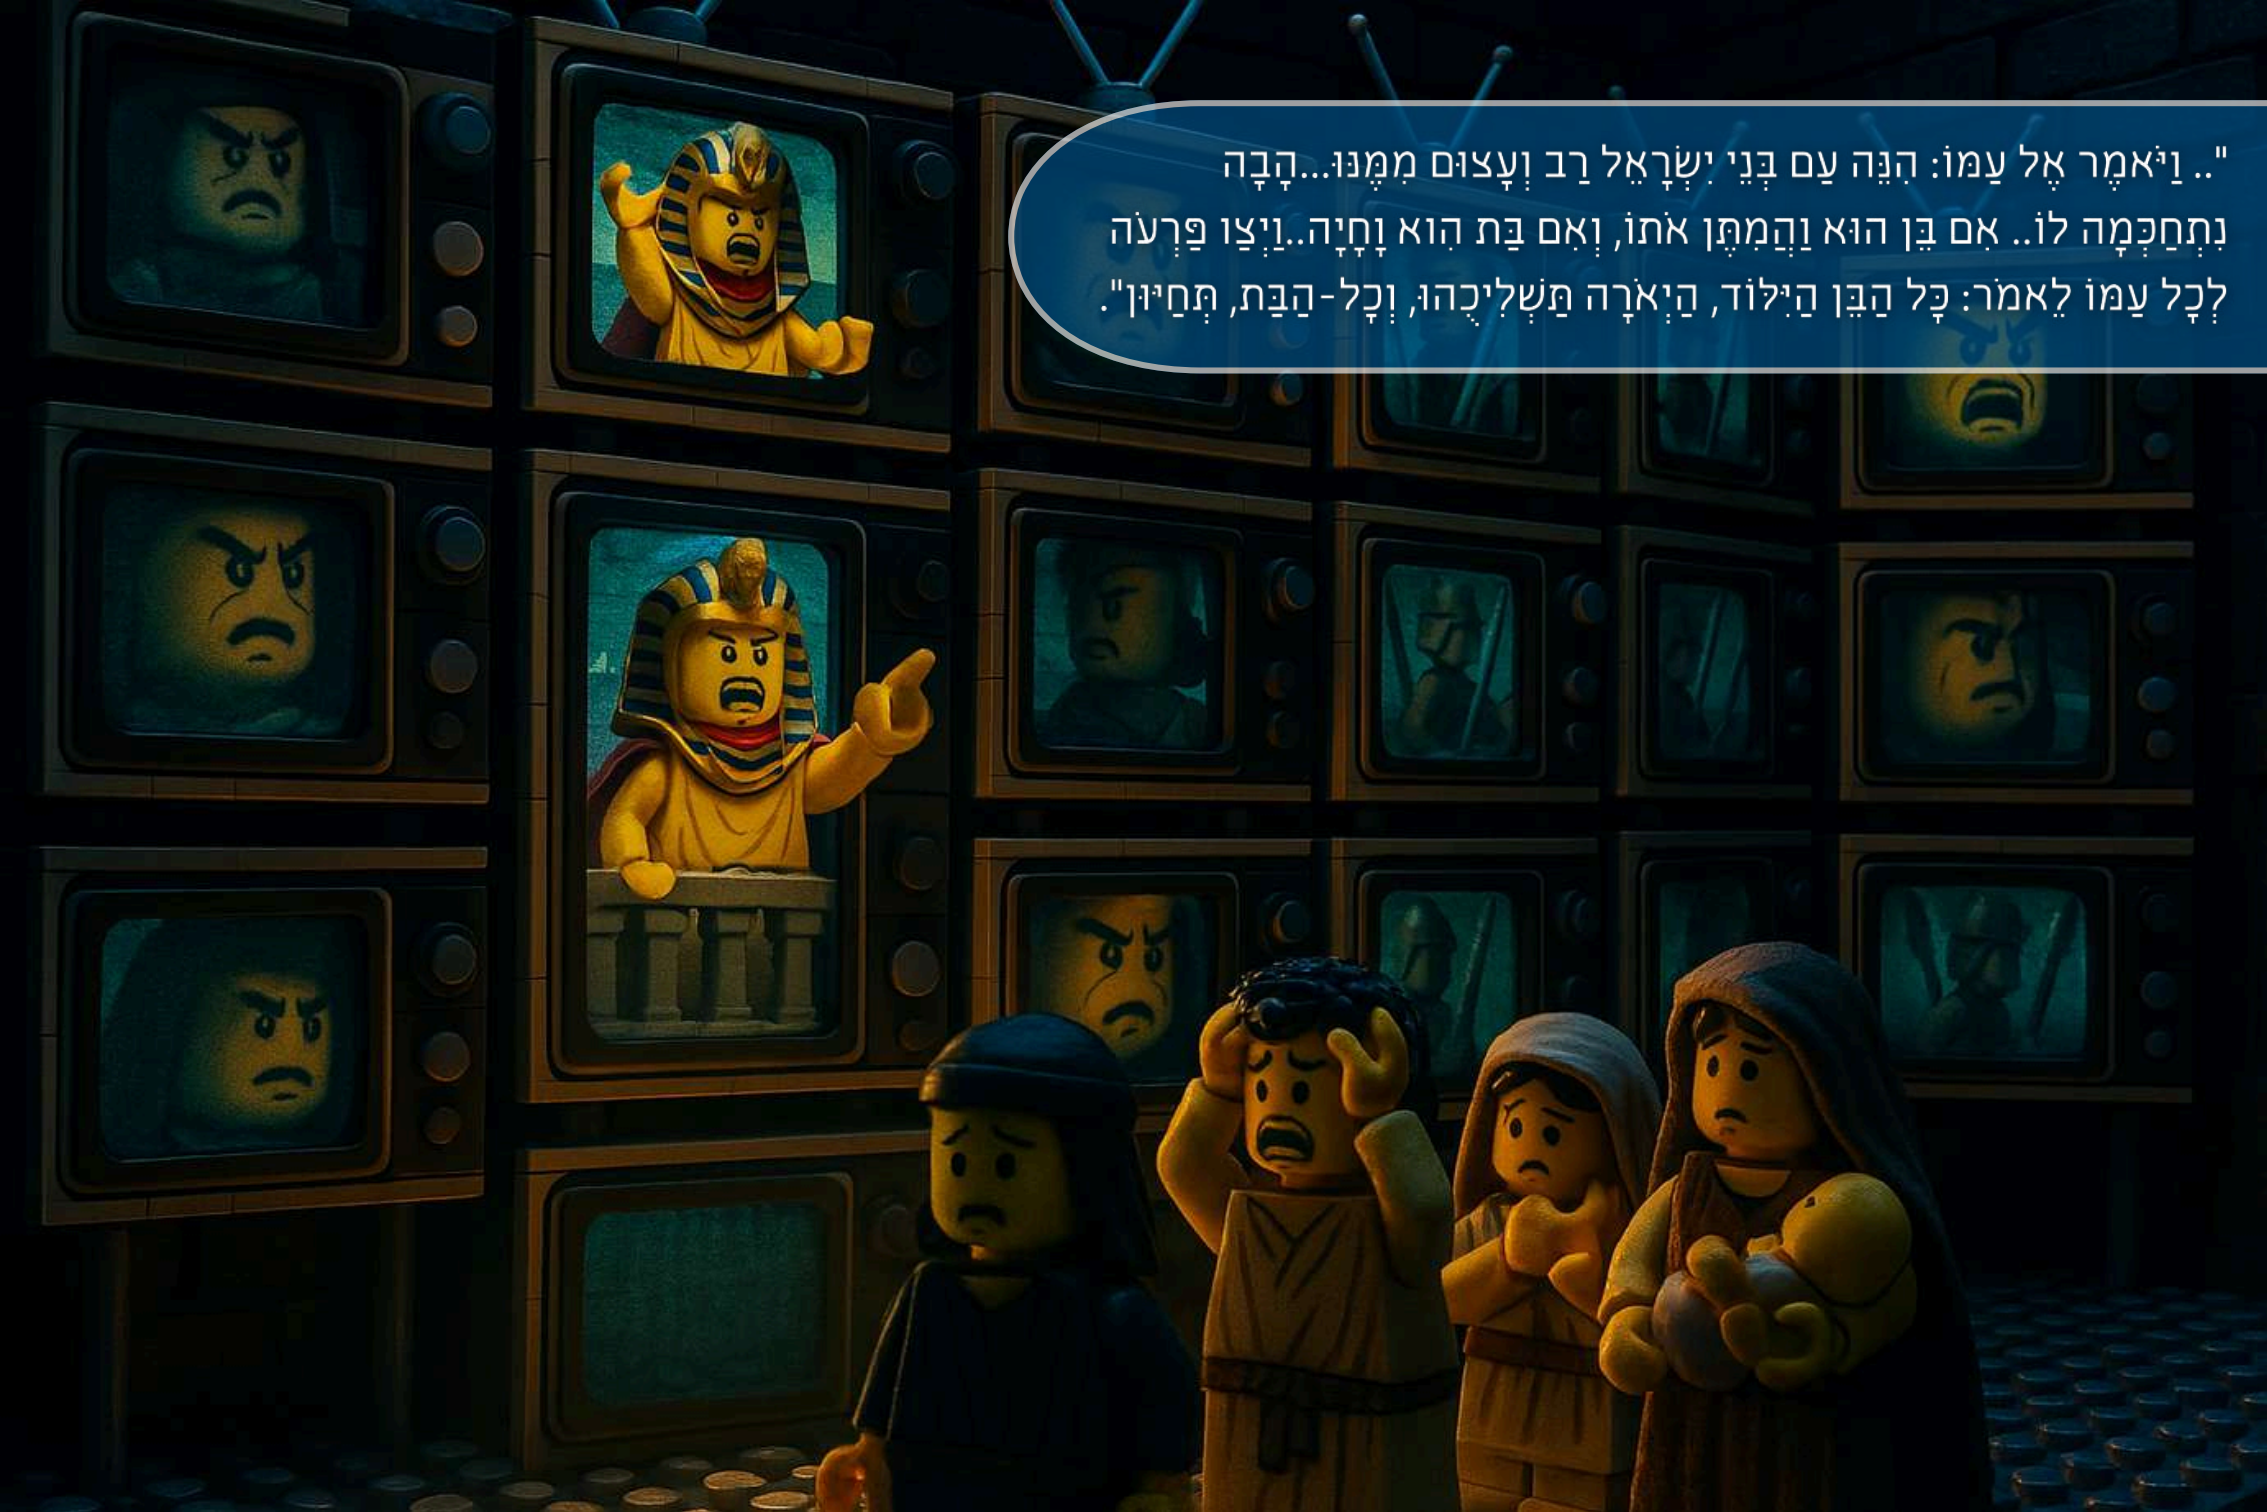 ".. וַיֹּאמֶר אֶל עַמּוֹ: הִנֵּה עַם בְּנֵי יִשְׂרָאֵל רַב וְעָצוּם מִמֶּנּוּ...הָבָה
נִתְחַכְּמָה לוֹ.. אִם בֵּן הוּא וַהֲמִתֶּן אֹתוֹ, וְאִם בַּת הִוא וָחָיָה..וַיְצַו פַּרְעֹה
לְכָל עַמּוֹ לֵאמֹר: כָּל הַבֵּן הַיִּלּוֹד, הַיְאֹרָה תַּשְׁלִיכֻהוּ, וְכָל-הַבַּת, תְּחַיּוּן".